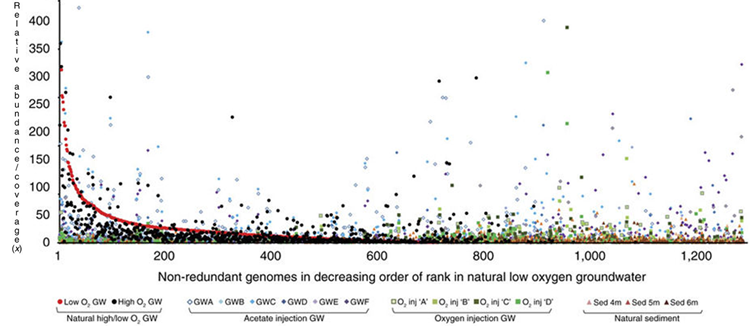 Relative abundance/coverage (x)
400
350
300
250
200
150
100
50
0
1 200 400 600 800 1,000 1,200
Non-redundant genomes in decreasing order of rank in natural low oxygen groundwater
Low O₂ GW High O₂ GW GWA GWB GWC GWD GWE GWF O₂ inj 'A' O₂ inj 'B' O₂ inj 'C' O₂ inj 'D' Sed 4m Sed 5m Sed 6m
Natural high/low O₂ GW Acetate injection GW Oxygen injection GW Natural sediment